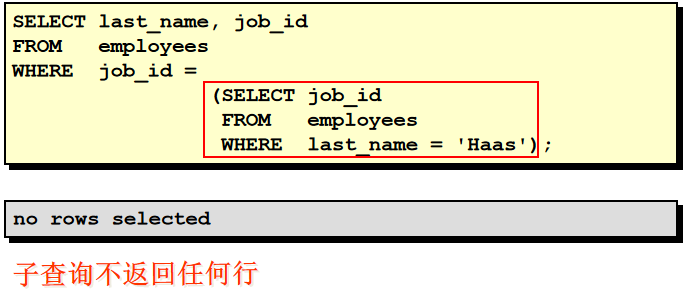 SELECT last_name, job_id
FROM   employees
WHERE  job_id =
(SELECT job_id
FROM   employees
WHERE  last_name = 'Haas');
no rows selected
子查询不返回任何行